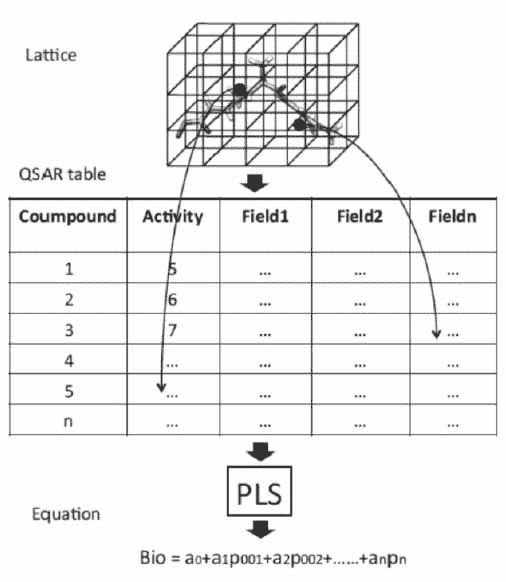 Lattice
QSAR table
Coumpound Activity Field1 Field2 Fieldn
1 5 ... ... ...
2 6 ... ... ...
3 7 ... ... ...
4 ... ... ... ...
5 ... ... ... ...
n ... ... ... ...
PLS
Equation
Bio = a0+a1p001+a2p002+......+anpn